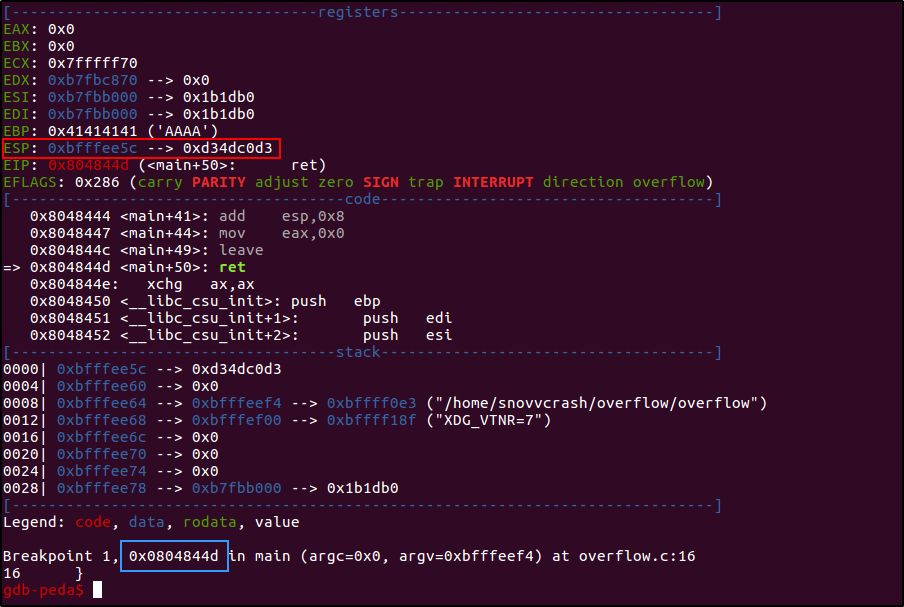 [----------------------------------registers-----------------------------------]
EAX: 0x0
EBX: 0x0
ECX: 0x7fffff70
EDX: 0xb7fbc870 --> 0x0
ESI: 0xb7fbb000 --> 0x1b1db0
EDI: 0xb7fbb000 --> 0x1b1db0
EBP: 0x41414141 ('AAAA')
ESP: 0xbfffee5c --> 0xd34dc0d3
EIP: 0x804844d (<main+50>:      ret)
EFLAGS: 0x286 (carry PARITY adjust zero SIGN trap INTERRUPT direction overflow)
[-------------------------------------code-------------------------------------]
   0x8048444 <main+41>: add    esp,0x8
   0x8048447 <main+44>: mov    eax,0x0
   0x804844c <main+49>: leave
=> 0x804844d <main+50>: ret
   0x804844e:   xchg   ax,ax
   0x8048450 <__libc_csu_init>: push   ebp
   0x8048451 <__libc_csu_init+1>:       push   edi
   0x8048452 <__libc_csu_init+2>:       push   esi
[------------------------------------stack-------------------------------------]
0000| 0xbfffee5c --> 0xd34dc0d3
0004| 0xbfffee60 --> 0x0
0008| 0xbfffee64 --> 0xbfffeef4 --> 0xbffff0e3 ("/home/snovvcrash/overflow/overflow")
0012| 0xbfffee68 --> 0xbfffef00 --> 0xbffff18f ("XDG_VTNR=7")
0016| 0xbfffee6c --> 0x0
0020| 0xbfffee70 --> 0x0
0024| 0xbfffee74 --> 0x0
0028| 0xbfffee78 --> 0xb7fbb000 --> 0x1b1db0
[------------------------------------------------------------------------------]
Legend: code, data, rodata, value
Breakpoint 1, 0x0804844d in main (argc=0x0, argv=0xbfffeef4) at overflow.c:16
16      }
gdb-peda$